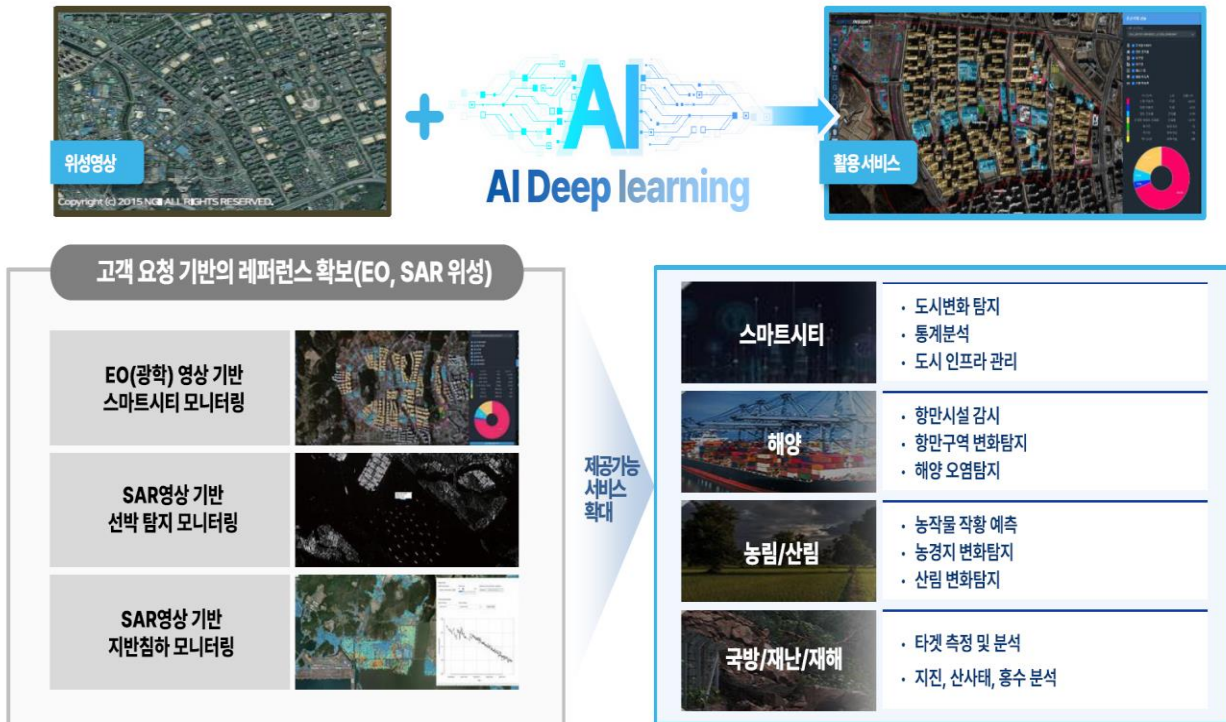 위성영상
Copyright (c) 2015 NGII ALL RIGHTS RESERVED.
+
AI
AI Deep learning
활용 서비스
고객 요청 기반의 레퍼런스 확보(EO, SAR 위성)
EO(광학) 영상 기반
스마트시티 모니터링
SAR영상 기반
선박 탐지 모니터링
SAR영상 기반
지반침하 모니터링
제공가능
서비스
확대
스마트시티
• 도시변화 탐지
• 통계분석
• 도시 인프라 관리
해양
• 항만시설 감시
• 항만구역 변화탐지
• 해양 오염탐지
농림/산림
• 농작물 작황 예측
• 농경지 변화탐지
• 산림 변화탐지
국방/재난/재해
• 타겟 측정 및 분석
• 지진, 산사태, 홍수 분석